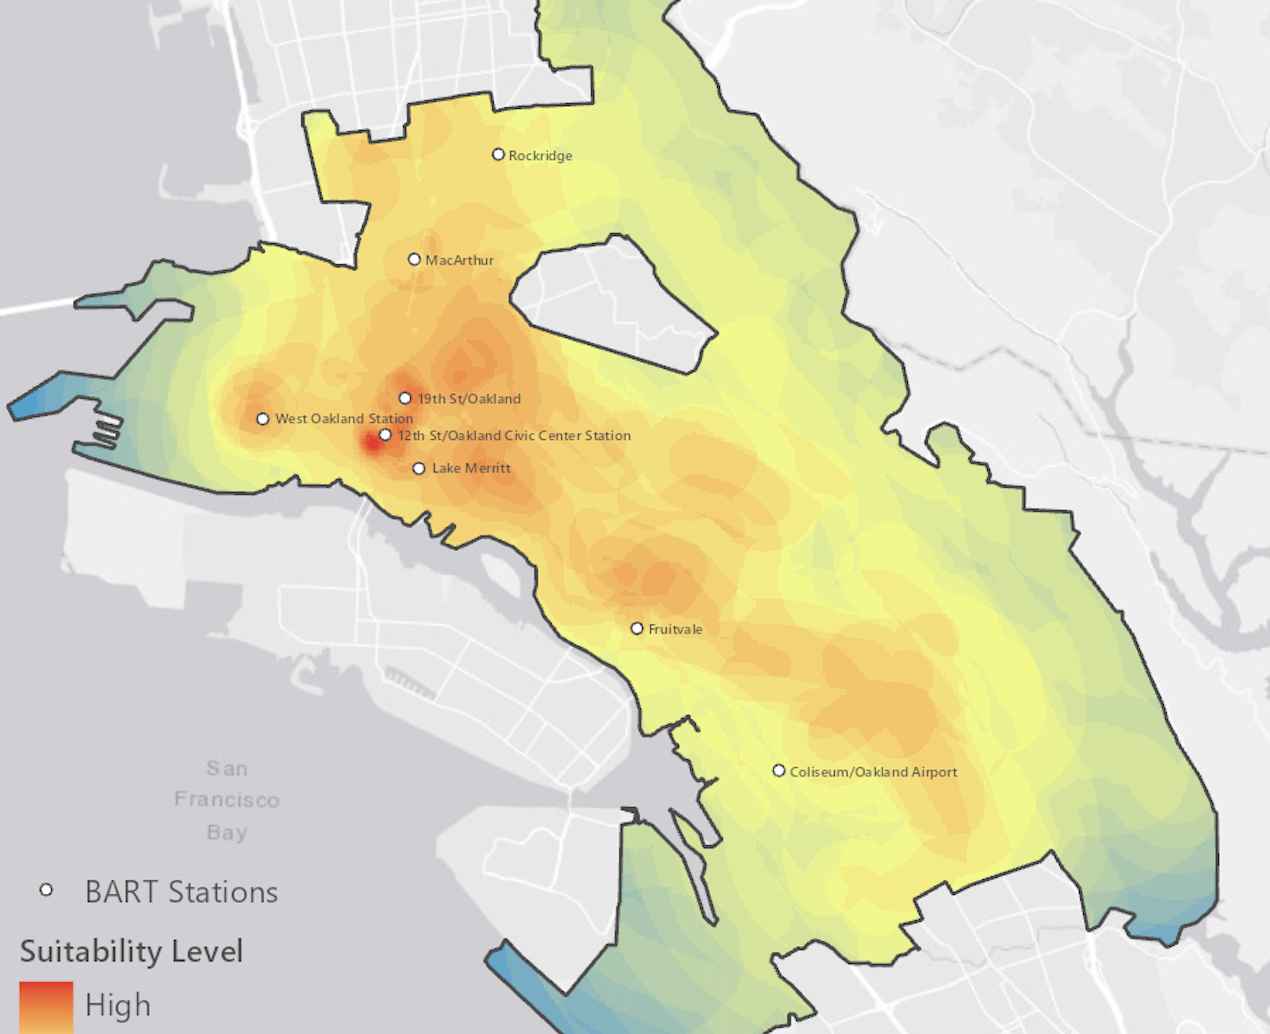 Rockridge
MacArthur
19th St/Oakland
West Oakland Station
12th St/Oakland Civic Center Station
Lake Merritt
Fruitvale
Coliseum/Oakland Airport
San
Francisco
Bay
BART Stations
Suitability Level
High